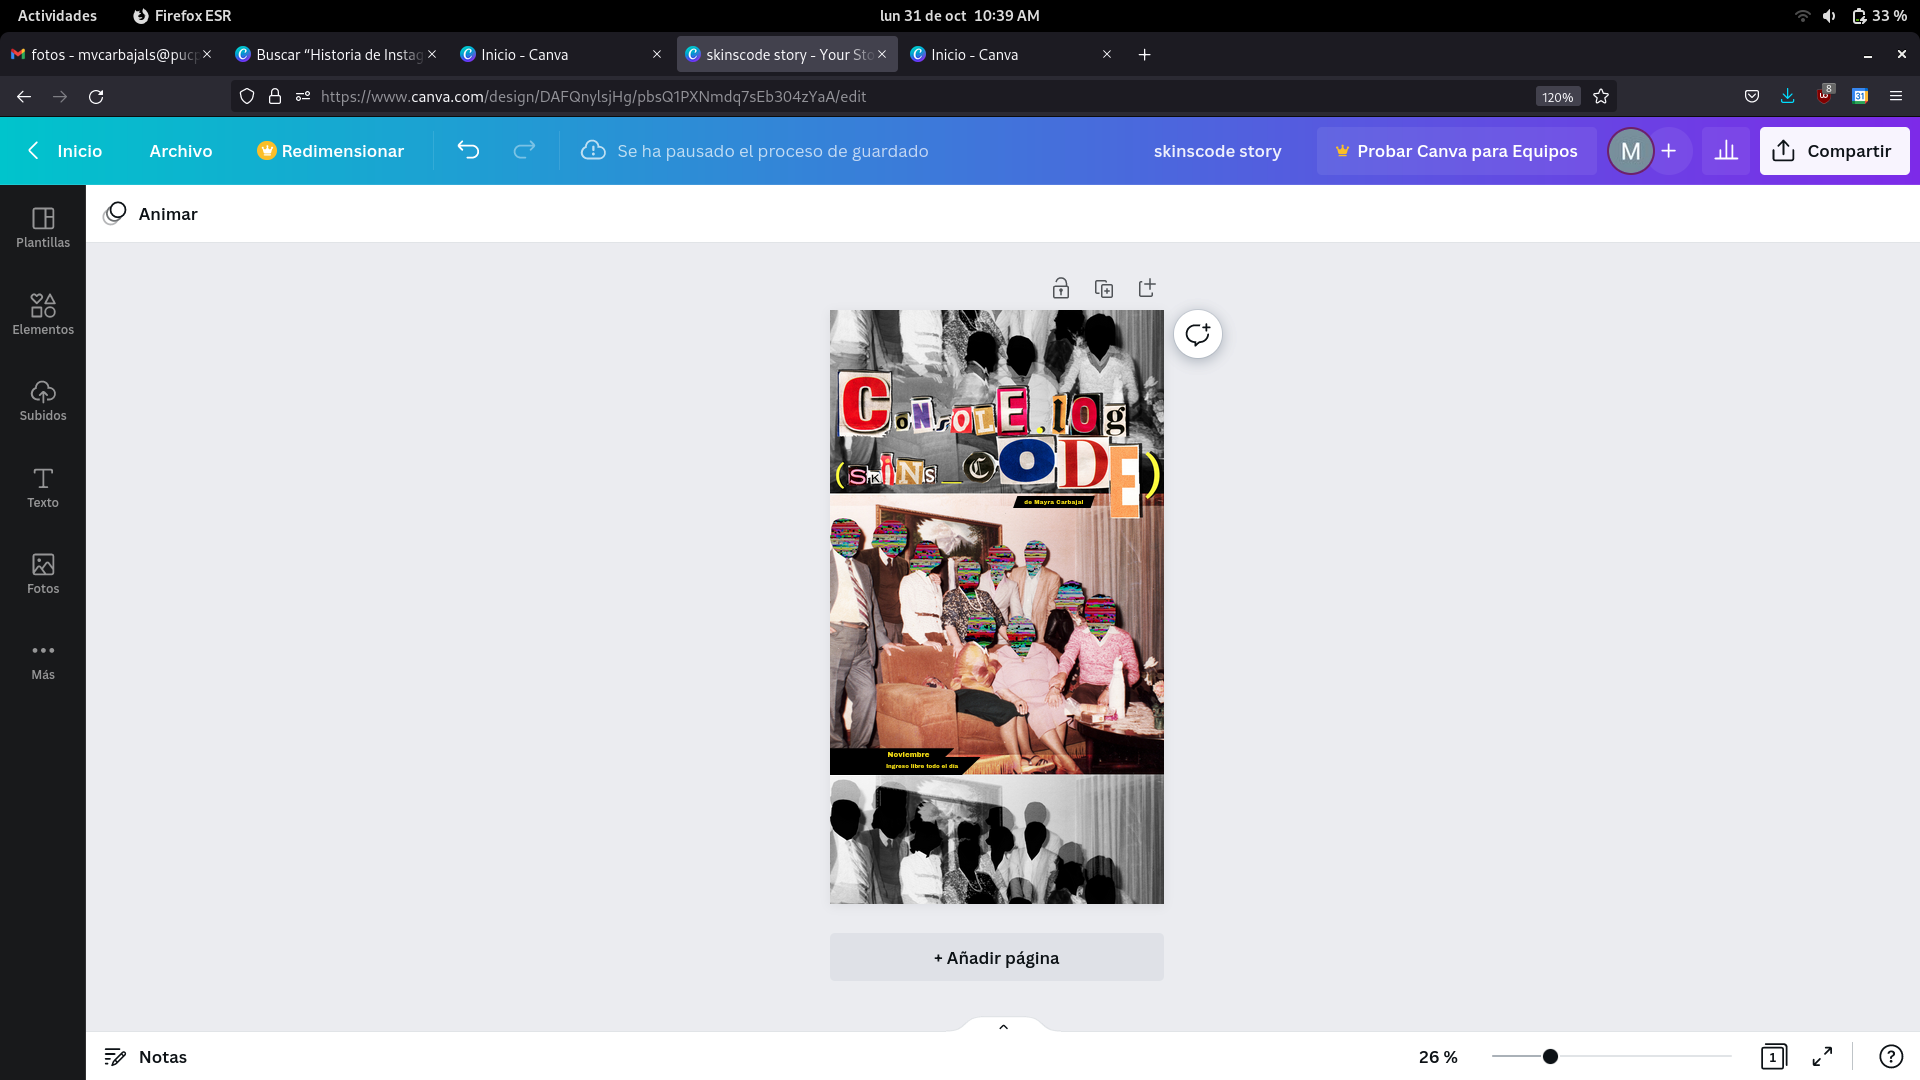 Actividades
Firefox ESR
lun 31 de oct 10:39 AM
33 %
fotos - mvcarbajals@pucp
Buscar “Historia de Instag
Inicio - Canva
skinscode story - Your Sto
Inicio - Canva
https://www.canva.com/design/DAFQnylsjHg/pbsQ1PXNmdq7sEb304zYaA/edit
120%
8
31
Inicio
Archivo
Redimensionar
Se ha pausado el proceso de guardado
skinscode story
Probar Canva para Equipos
M
Compartir
Animar
Plantillas
Elementos
Subidos
Texto
Fotos
Más
ConsoLE.log
(SKiNS_CODE)
de Mayra Carbajal
Noviembre
Ingreso libre todo el día
+ Añadir página
Notas
26 %
1
?